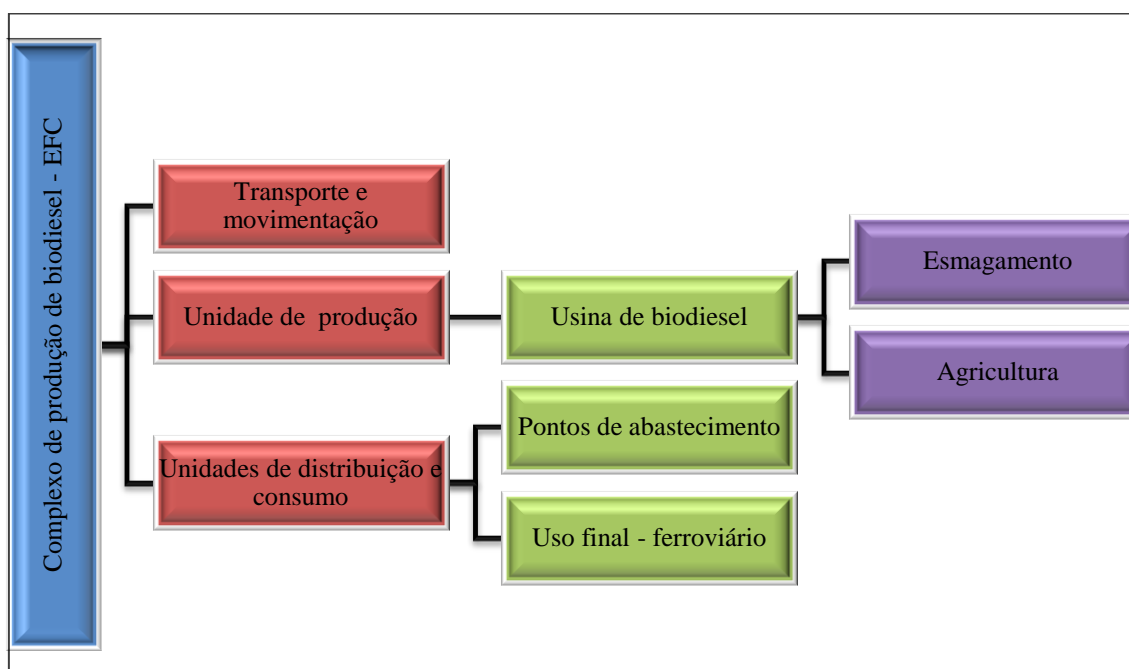 Complexo de produção de biodiesel - EFC
Transporte e
movimentação
Unidade de produção
Unidades de distribuição e
consumo
Usina de biodiesel
Pontos de abastecimento
Uso final - ferroviário
Esmagamento
Agricultura